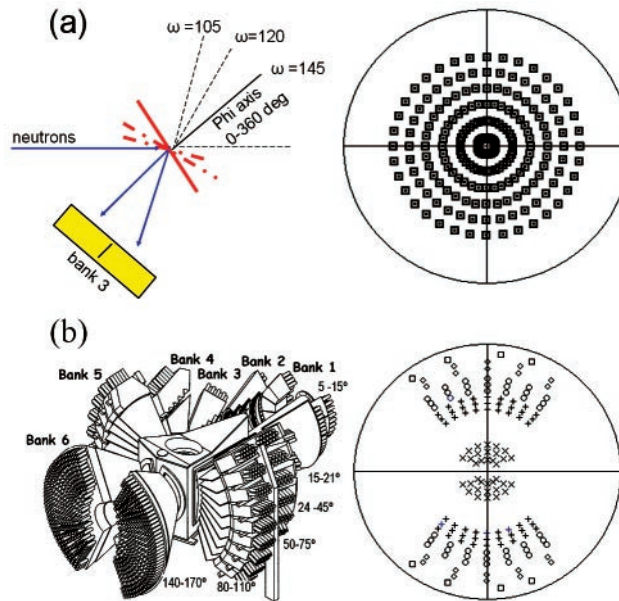 (a)
ω =105
ω=120
ω =145
Phi axis
0-360 deg
neutrons
bank 3
(b)
Bank 4
Bank 3
Bank 2
Bank 1
Bank 5
5 -15°
Bank 6
15-21°
24 -45°
50-75°
80-110°
140-170°